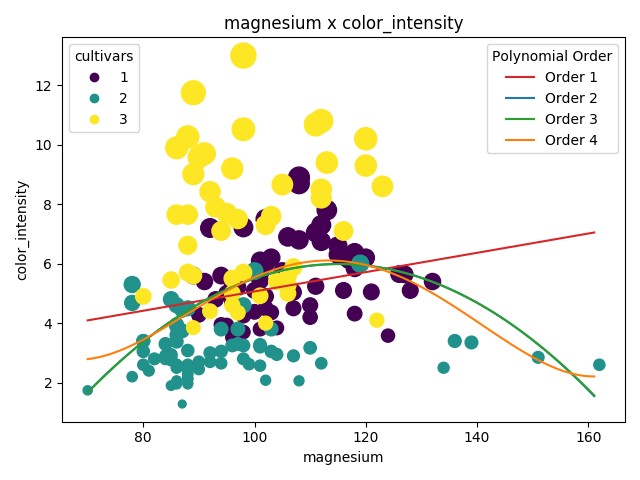 magnesium x color_intensity
cultivars
1
2
3
Polynomial Order
Order 1
Order 2
Order 3
Order 4
color_intensity
12
10
8
6
4
2
80
100
120
140
160
magnesium